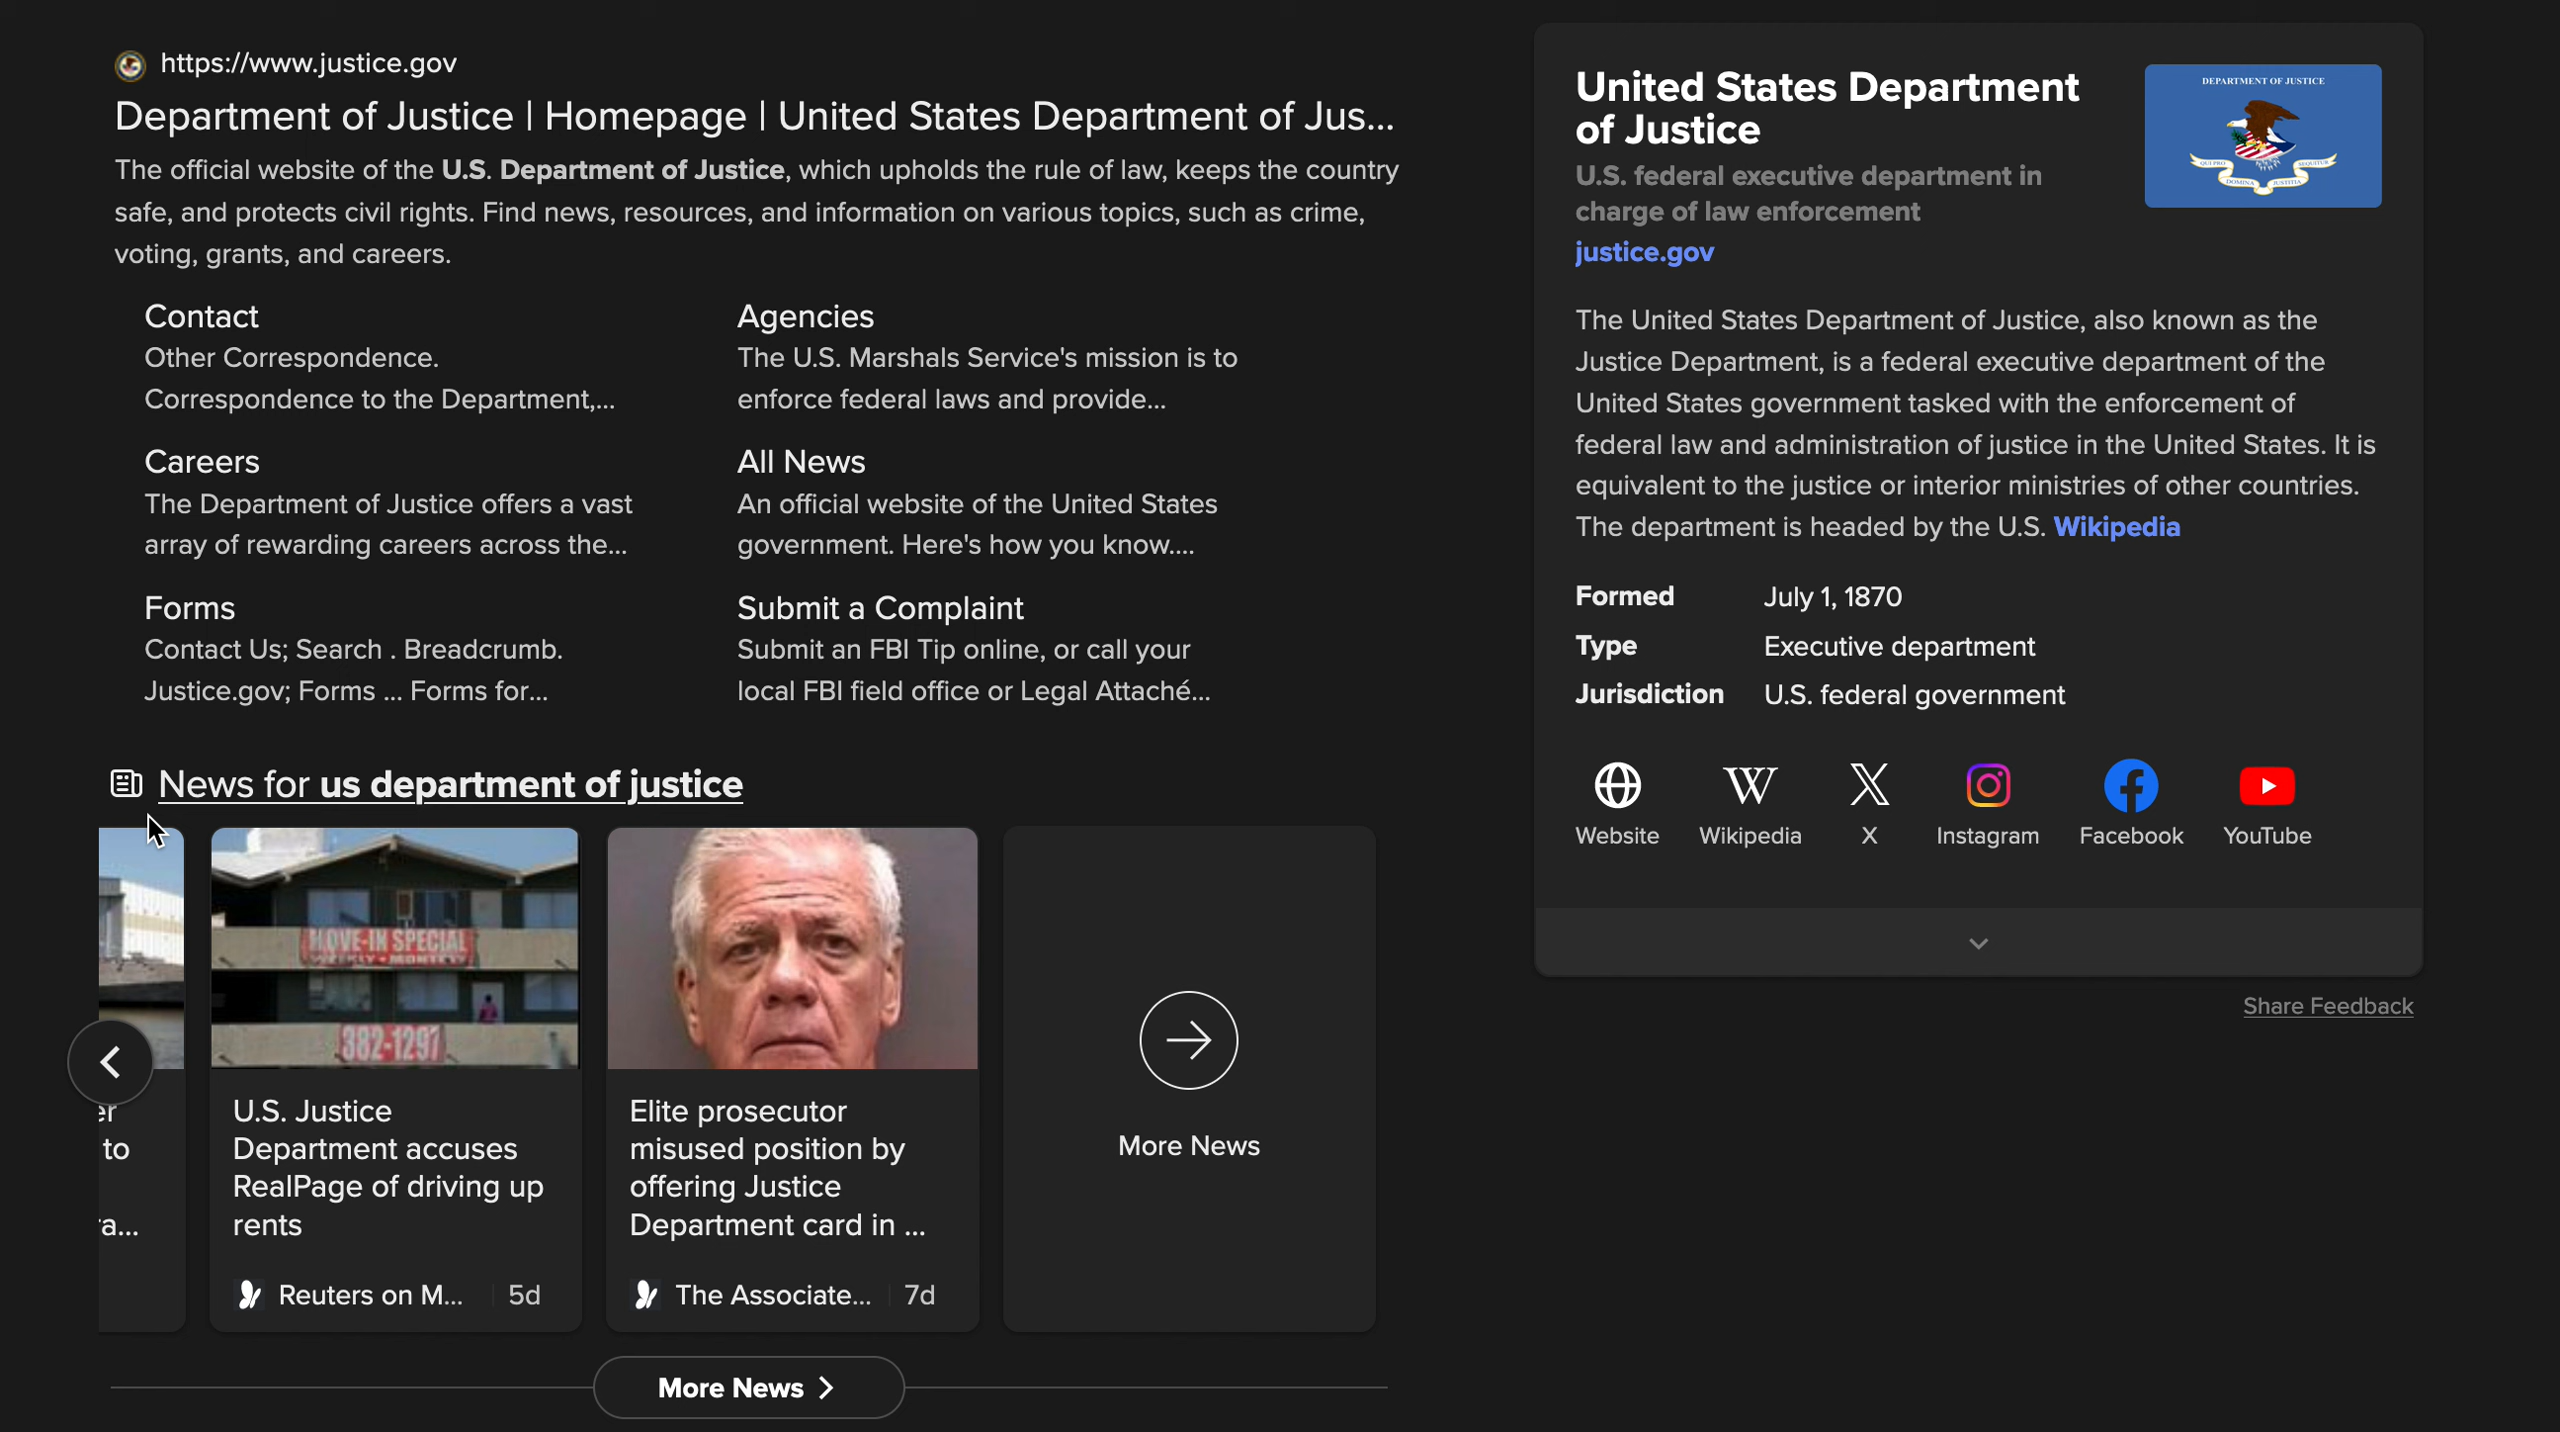 https://www.justice.gov
Department of Justice | Homepage | United States Department of Jus...
The official website of the U.S. Department of Justice, which upholds the rule of law, keeps the country
safe, and protects civil rights. Find news, resources, and information on various topics, such as crime,
voting, grants, and careers.
Contact
Other Correspondence.
Correspondence to the Department,...
Agencies
The U.S. Marshals Service's mission is to
enforce federal laws and provide...
Careers
The Department of Justice offers a vast
array of rewarding careers across the...
All News
An official website of the United States
government. Here's how you know....
Forms
Contact Us; Search . Breadcrumb.
Justice.gov; Forms ... Forms for...
Submit a Complaint
Submit an FBI Tip online, or call your
local FBI field office or Legal Attaché...
News for us department of justice
er
to
ra...
MOVE-IN SPECIAL
WEEKLY • MONTHLY
382-1297
U.S. Justice
Department accuses
RealPage of driving up
rents
Reuters on M...
5d
Elite prosecutor
misused position by
offering Justice
Department card in ...
The Associate...
7d
More News
More News
United States Department
of Justice
U.S. federal executive department in
charge of law enforcement
justice.gov
DEPARTMENT OF JUSTICE
QUI PRO
DOMINA
JUSTITIA
SEQUITUR
The United States Department of Justice, also known as the
Justice Department, is a federal executive department of the
United States government tasked with the enforcement of
federal law and administration of justice in the United States. It is
equivalent to the justice or interior ministries of other countries.
The department is headed by the U.S. Wikipedia
Formed July 1, 1870
Type Executive department
Jurisdiction U.S. federal government
Website
Wikipedia
X
Instagram
Facebook
YouTube
Share Feedback